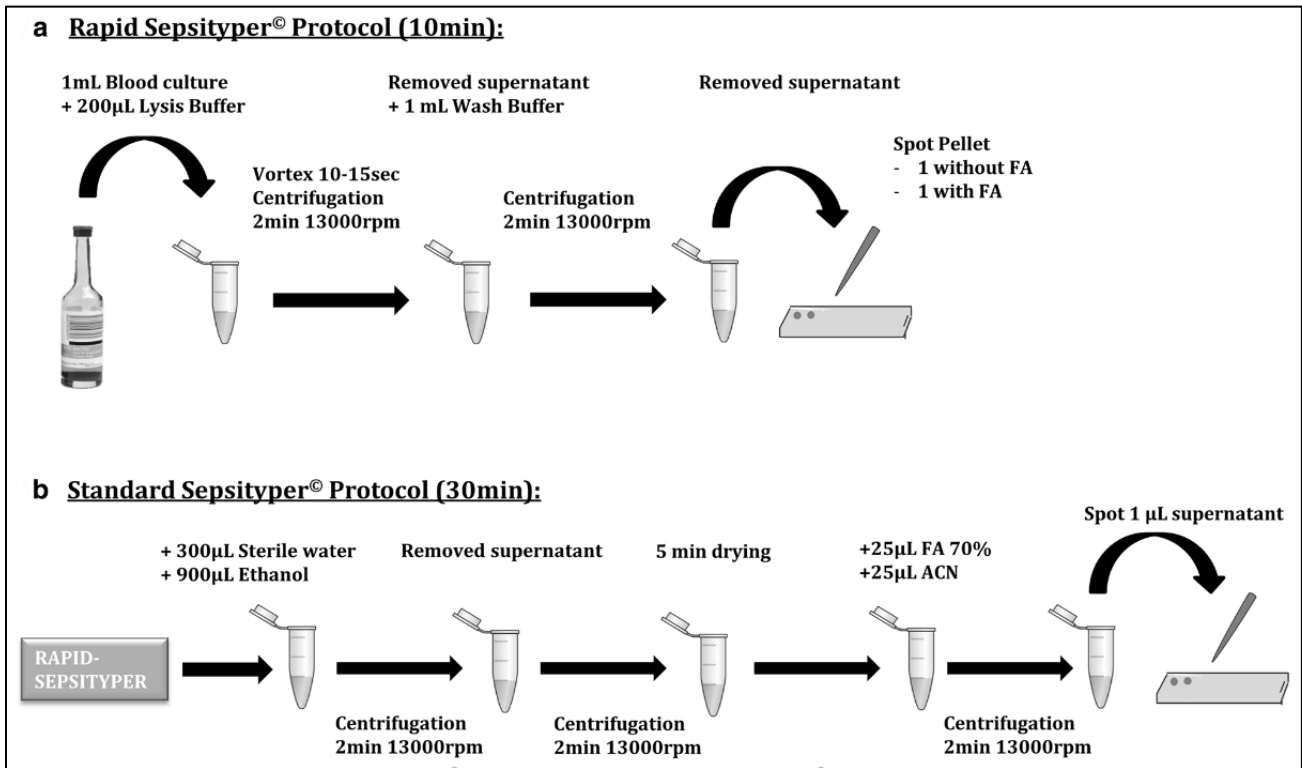 a Rapid Sepsityper© Protocol (10min):
1mL Blood culture
+ 200µL Lysis Buffer
Removed supernatant
+ 1 mL Wash Buffer
Removed supernatant
Vortex 10-15sec
Centrifugation
2min 13000rpm
Centrifugation
2min 13000rpm
Spot Pellet
- 1 without FA
- 1 with FA
b Standard Sepsityper© Protocol (30min):
+ 300µL Sterile water
+ 900µL Ethanol
Removed supernatant
5 min drying
+25µL FA 70%
+25µL ACN
Spot 1 µL supernatant
RAPID-
SEPSITYPER
Centrifugation
2min 13000rpm
Centrifugation
2min 13000rpm
Centrifugation
2min 13000rpm